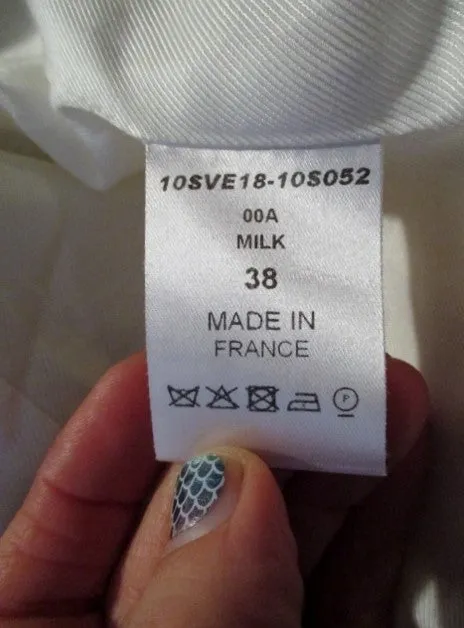 10SVE18-10S052
00A
MILK
38
MADE IN
FRANCE
P